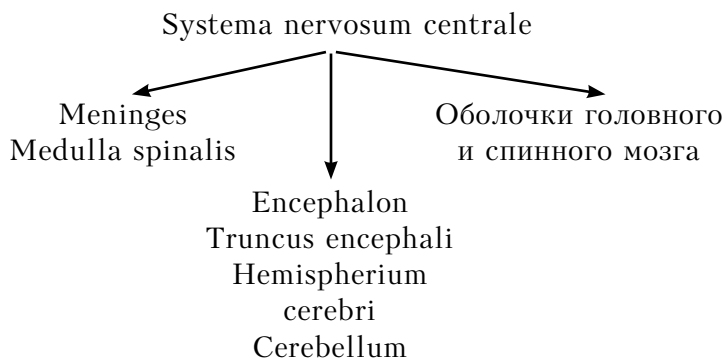 Systema nervosum centrale
Meninges
Medulla spinalis
Оболочки головного
и спинного мозга
Encephalon
Truncus encephali
Hemispherium
cerebri
Cerebellum